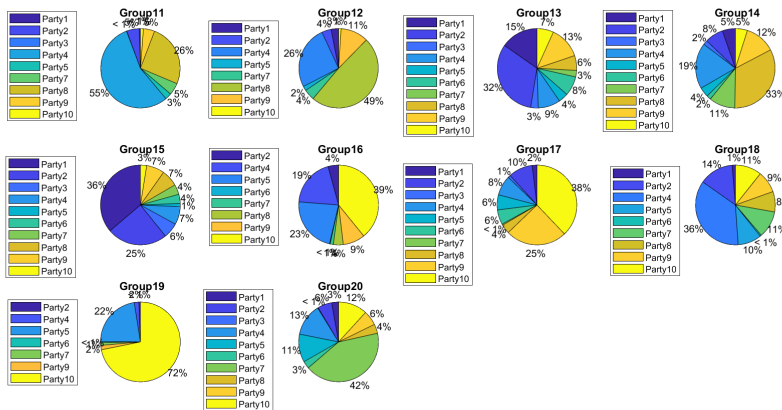 Group11
Party1
Party2
Party3
Party4
Party5
Party7
Party8
Party9
Party10
26%
5%
3%
55%
Group12
Party1
Party2
Party4
Party5
Party6
Party7
Party8
Party9
Party10
4%
11%
26%
2%
4%
49%
Group13
Party1
Party2
Party3
Party4
Party5
Party6
Party7
Party8
Party9
Party10
15%
7%
13%
6%
3%
8%
4%
9%
3%
32%
Group14
Party1
Party2
Party3
Party4
Party5
Party6
Party7
Party8
Party9
Party10
5%
5%
8%
12%
2%
19%
4%
2%
11%
33%
Group15
Party1
Party2
Party3
Party4
Party5
Party6
Party7
Party8
Party9
Party10
3%
7%
7%
4%
4%
1%
7%
6%
25%
36%
Group16
Party2
Party4
Party5
Party6
Party7
Party8
Party9
Party10
4%
19%
39%
23%
9%
Group17
Party1
Party2
Party3
Party4
Party5
Party6
Party7
Party8
Party9
Party10
2%
10%
1%
8%
6%
6%
< 1%
4%
25%
38%
Group18
Party1
Party2
Party3
Party5
Party6
Party7
Party8
Party9
Party10
1%
11%
14%
9%
8%
11%
< 1%
10%
36%
Group19
Party2
Party4
Party5
Party6
Party7
Party9
Party10
22%
2%
72%
Group20
Party1
Party2
Party3
Party4
Party5
Party6
Party7
Party8
Party9
Party10
3%
12%
6%
4%
13%
11%
3%
42%